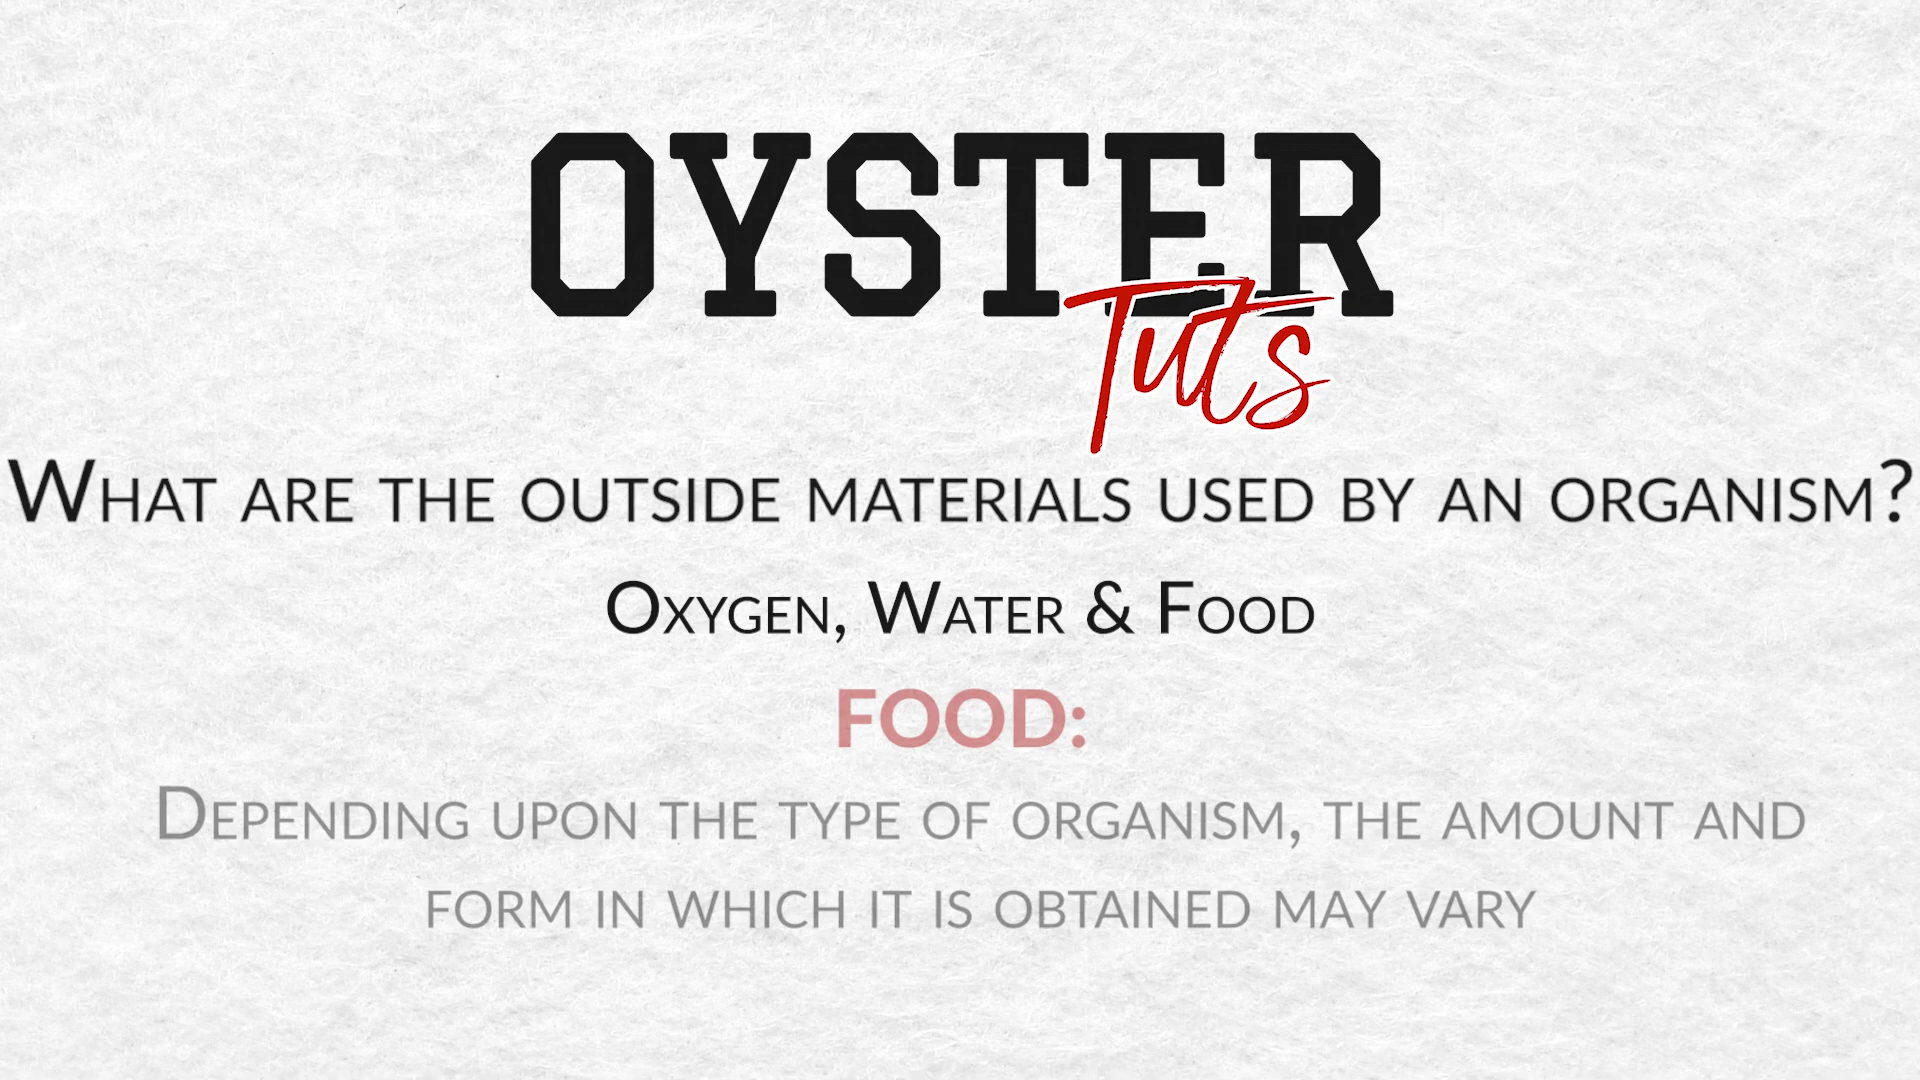 OYSTER
Tuts
What are the outside materials used by an organism?
Oxygen, Water & Food
FOOD:
Depending upon the type of organism, the amount and
form in which it is obtained may vary